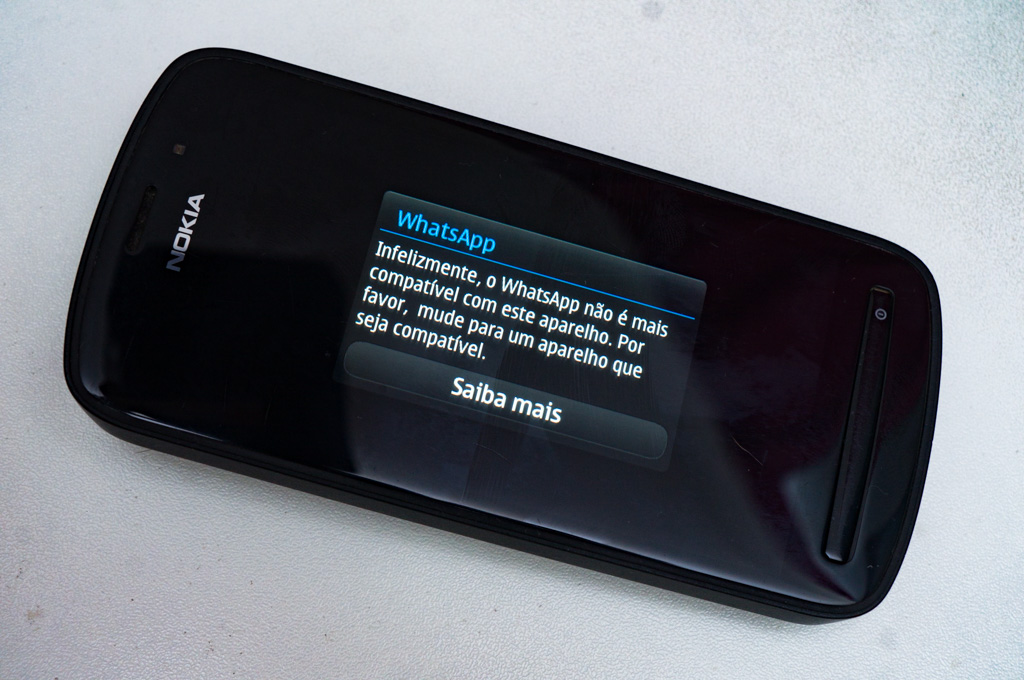 NOKIA
WhatsApp
Infelizmente, o WhatsApp não é mais
compatível com este aparelho. Por
favor, mude para um aparelho que
seja compatível.
Saiba mais